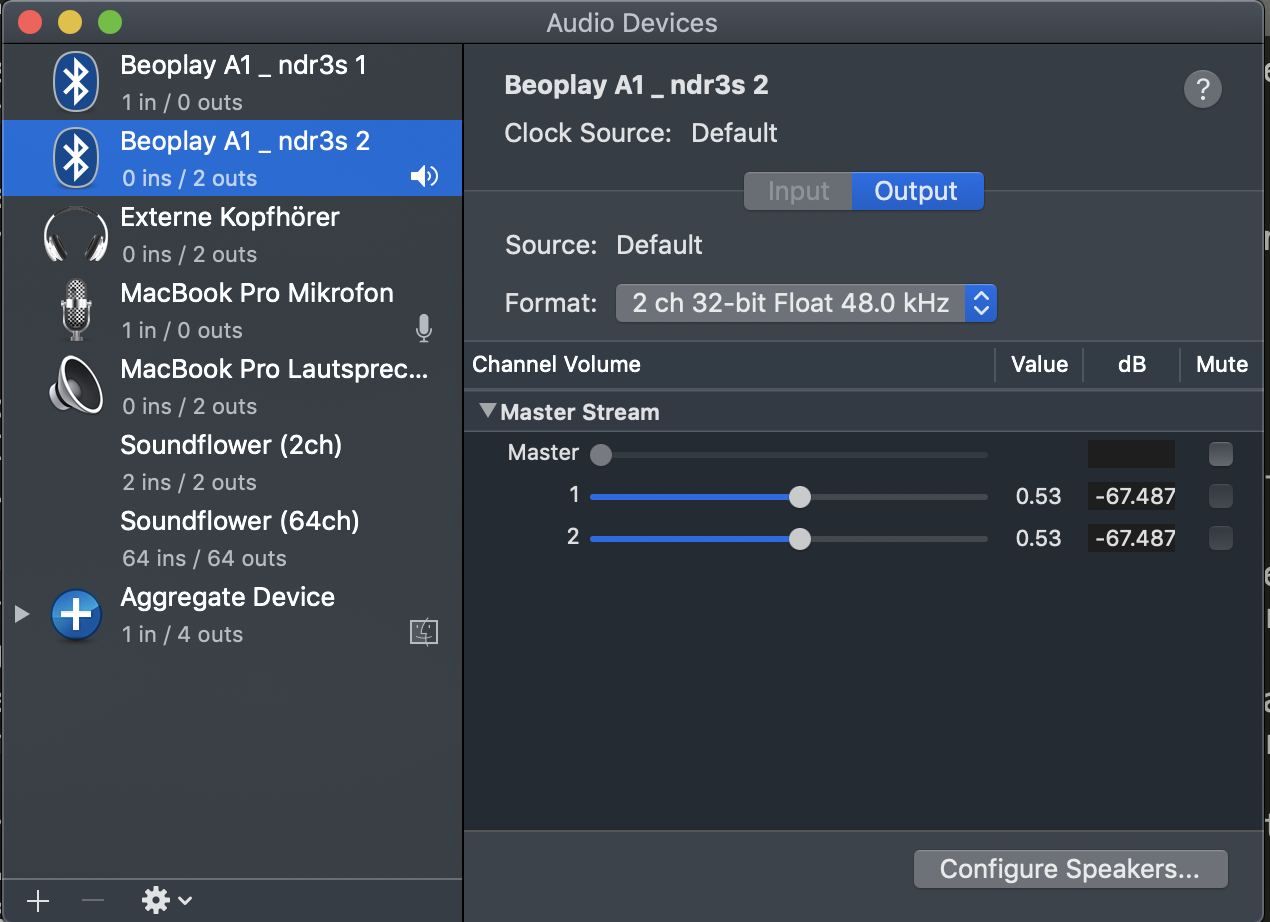 Audio Devices
Beoplay A1 _ ndr3s 1
1 in / 0 outs
Beoplay A1 _ ndr3s 2
0 ins / 2 outs
Externe Kopfhörer
0 ins / 2 outs
MacBook Pro Mikrofon
1 in / 0 outs
MacBook Pro Lautsprec...
0 ins / 2 outs
Soundflower (2ch)
2 ins / 2 outs
Soundflower (64ch)
64 ins / 64 outs
Aggregate Device
1 in / 4 outs
Beoplay A1 _ ndr3s 2
?
Clock Source: Default
Input Output
Source: Default
Format: 2 ch 32-bit Float 48.0 kHz
Channel Volume Value dB Mute
Master Stream
Master
1 0.53 -67.487
2 0.53 -67.487
Configure Speakers...